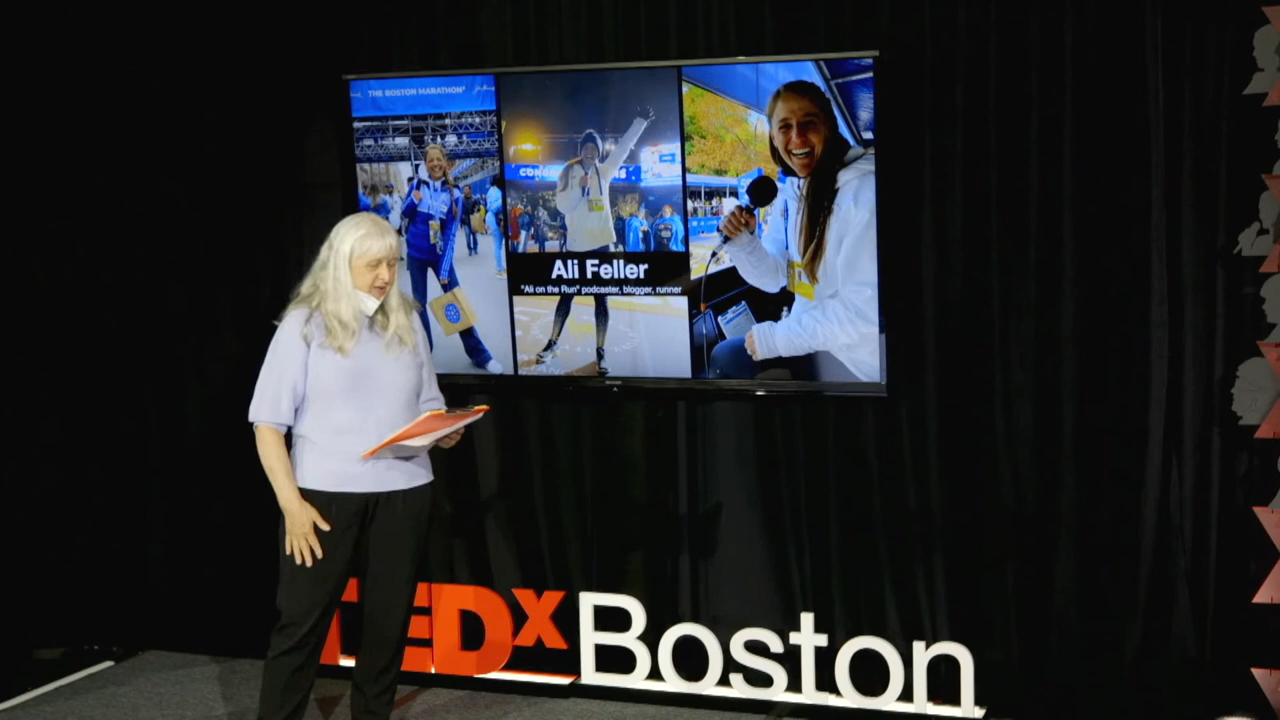 THE BOSTON MARATHON
Ali Feller
"Ali on the Run" podcaster, blogger, runner
TEDx Boston